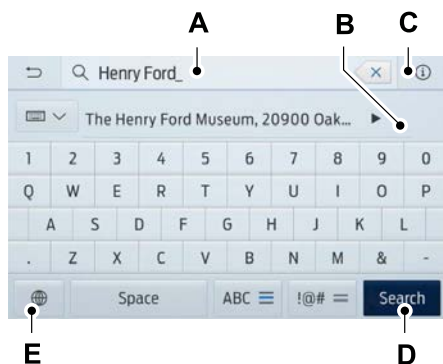 A
B
C
Henry Ford_
The Henry Ford Museum, 20900 Oak...
1 2 3 4 5 6 7 8 9 0
Q W E R T Y U I O P
A S D F G H J K L
. Z X C V B N M & -
Space ABC !@# Search
E
D